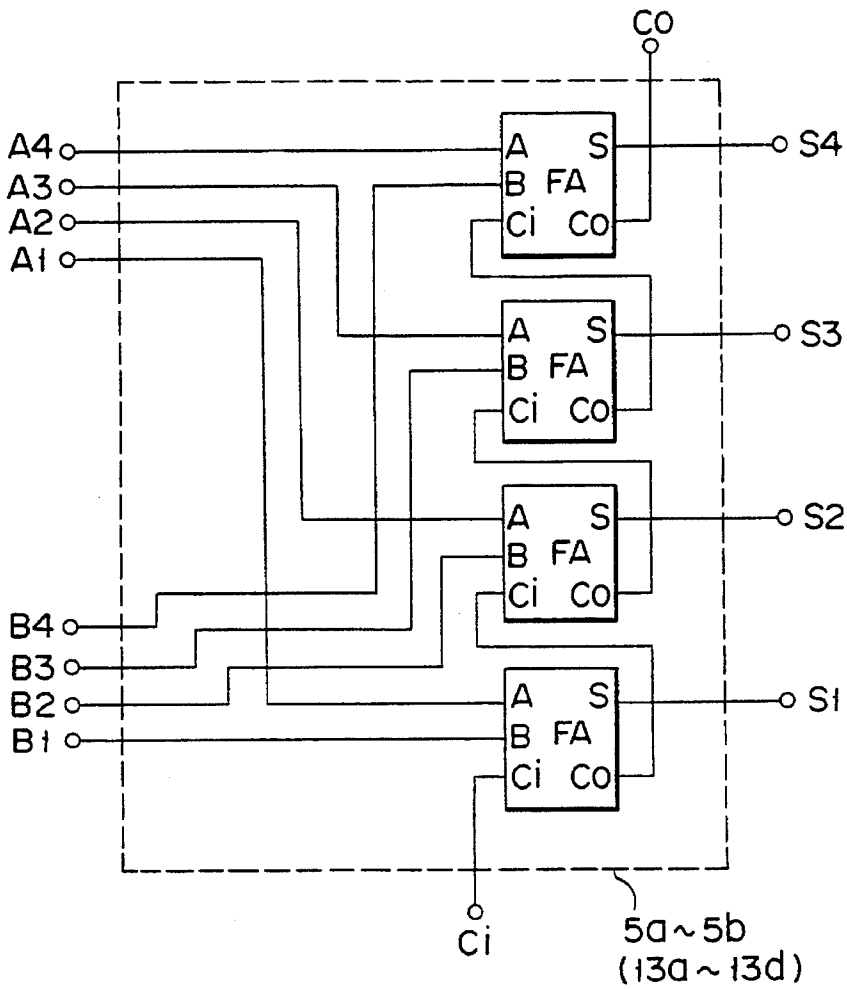 Co
A4
A3
A2
A1
A S
B FA
Ci Co
S4
A S
B FA
Ci Co
S3
A S
B FA
Ci Co
S2
B4
B3
B2
B1
A S
B FA
Ci Co
S1
Ci
5a~5b
(13a~13d)